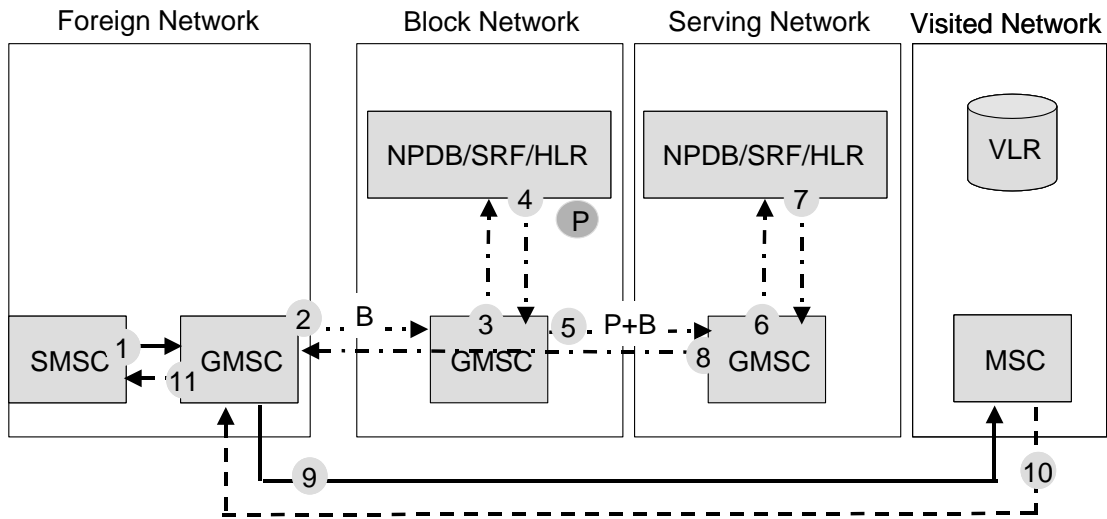 Foreign Network
Block Network
Serving Network
Visited Network
NPDB/SRF/HLR
NPDB/SRF/HLR
VLR
4
P
7
2
B
3
5
P+B
6
1
SMSC
GMSC
GMSC
8
GMSC
MSC
11
9
10